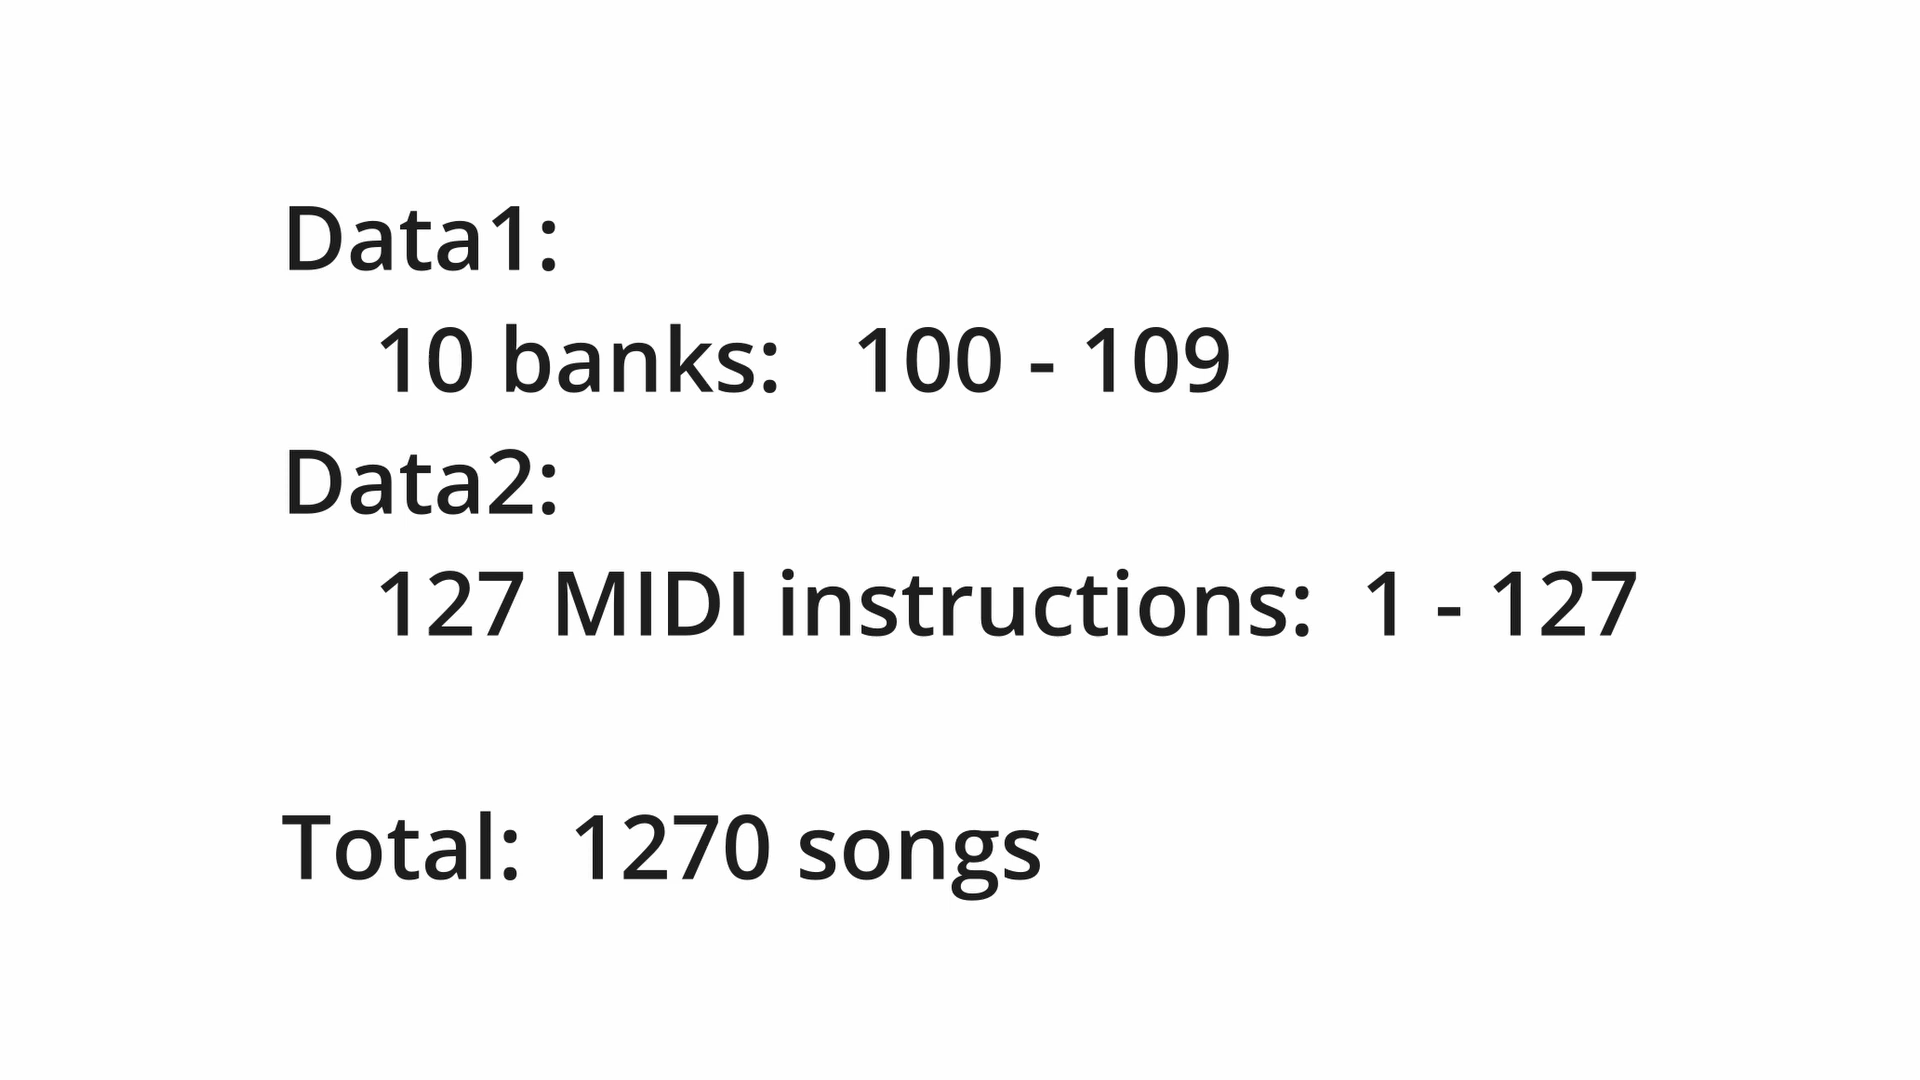 Data1:
10 banks: 100 - 109
Data2:
127 MIDI instructions: 1 - 127
Total: 1270 songs